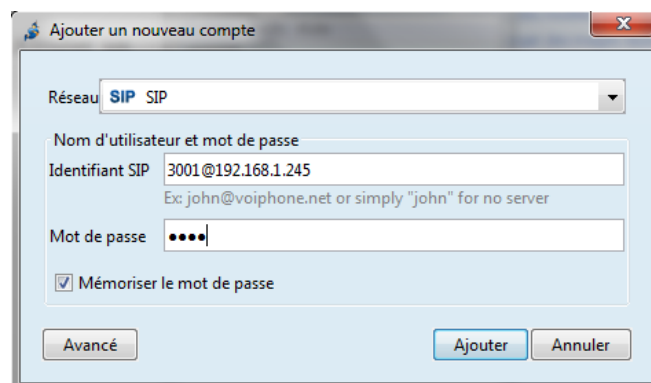 Ajouter un nouveau compte
Réseau SIP SIP
Nom d'utilisateur et mot de passe
Identifiant SIP 3001@192.168.1.245
Ex: john@voiphone.net or simply "john" for no server
Mot de passe ••••
Mémoriser le mot de passe
Avancé Ajouter Annuler